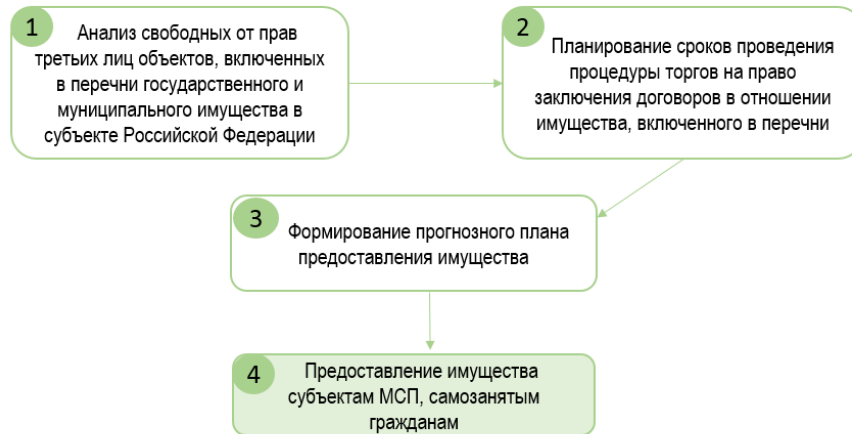 1
Анализ свободных от прав
третьих лиц объектов, включенных
в перечни государственного и
муниципального имущества в
субъекте Российской Федерации
2
Планирование сроков проведения
процедуры торгов на право
заключения договоров в отношении
имущества, включенного в перечни
3
Формирование прогнозного плана
предоставления имущества
4
Предоставление имущества
субъектам МСП, самозанятым
гражданам